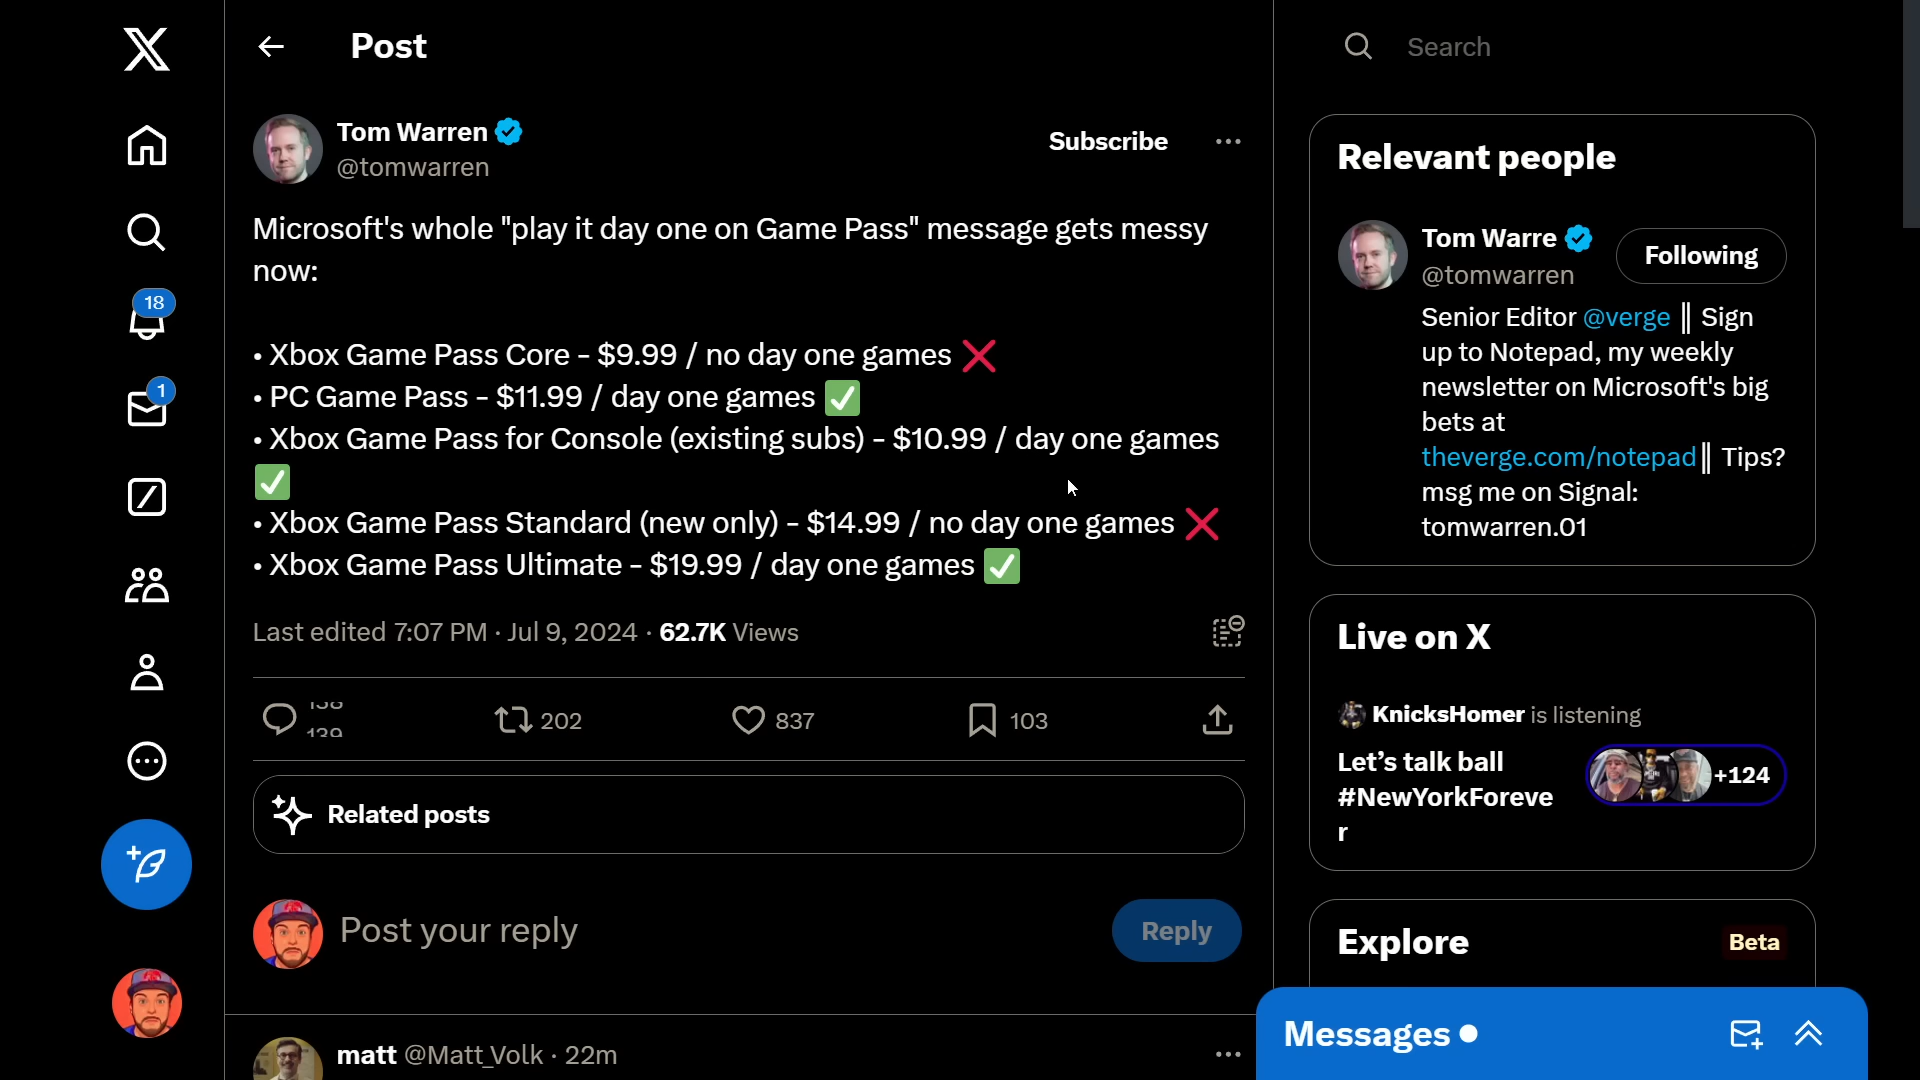 Post
Search
Tom Warren
@tomwarren
Subscribe
Microsoft's whole "play it day one on Game Pass" message gets messy
now:
• Xbox Game Pass Core - $9.99 / no day one games ❌
• PC Game Pass - $11.99 / day one games ✅
• Xbox Game Pass for Console (existing subs) - $10.99 / day one games
✅
• Xbox Game Pass Standard (new only) - $14.99 / no day one games ❌
• Xbox Game Pass Ultimate - $19.99 / day one games ✅
Last edited 7:07 PM · Jul 9, 2024 · 62.7K Views
202
837
103
Related posts
Post your reply
Reply
matt @Matt_Volk · 22m
18
1
Relevant people
Tom Warre
@tomwarren
Following
Senior Editor @verge ║ Sign
up to Notepad, my weekly
newsletter on Microsoft's big
bets at
theverge.com/notepad║ Tips?
msg me on Signal:
tomwarren.01
Live on X
KnicksHomer is listening
Let’s talk ball
#NewYorkForeve
r
+124
Explore
Beta
Messages